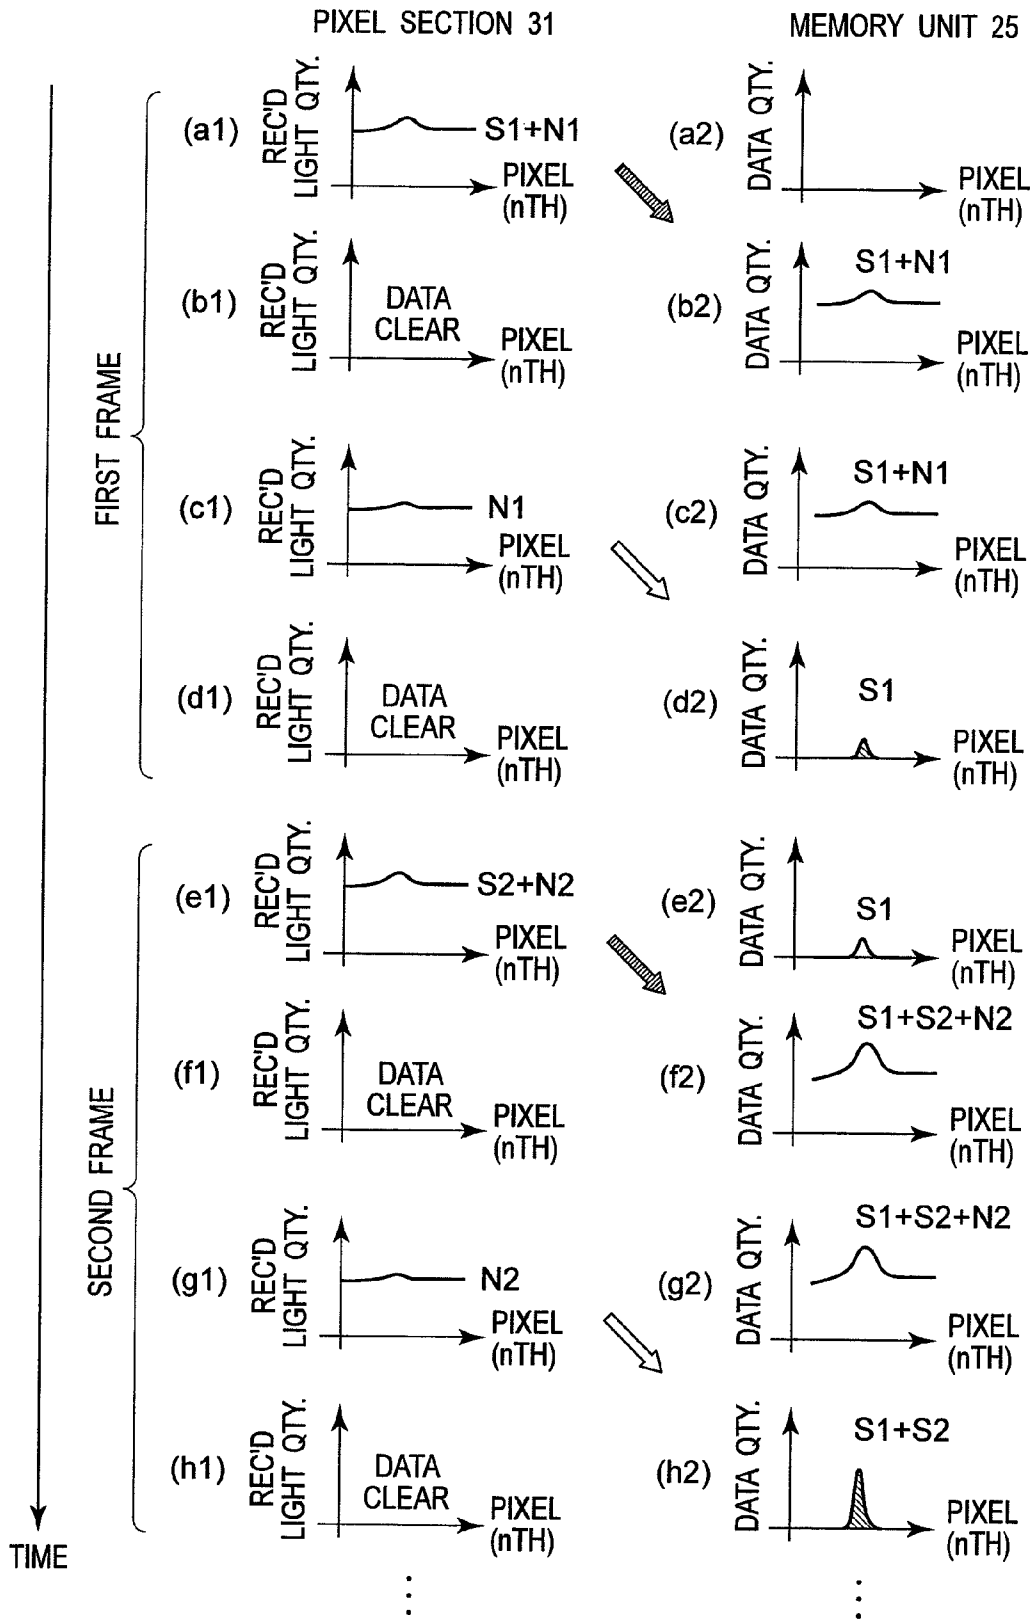 PIXEL SECTION 31
MEMORY UNIT 25
FIRST FRAME
(a1)
REC'D
LIGHT QTY.
S1+N1
PIXEL
(nTH)
(a2)
DATA QTY.
PIXEL
(nTH)
(b1)
REC'D
LIGHT QTY.
DATA
CLEAR
PIXEL
(nTH)
(b2)
DATA QTY.
S1+N1
PIXEL
(nTH)
(c1)
REC'D
LIGHT QTY.
N1
PIXEL
(nTH)
(c2)
DATA QTY.
S1+N1
PIXEL
(nTH)
(d1)
REC'D
LIGHT QTY.
DATA
CLEAR
PIXEL
(nTH)
(d2)
DATA QTY.
S1
PIXEL
(nTH)
SECOND FRAME
(e1)
REC'D
LIGHT QTY.
S2+N2
PIXEL
(nTH)
(e2)
DATA QTY.
S1
PIXEL
(nTH)
(f1)
REC'D
LIGHT QTY.
DATA
CLEAR
PIXEL
(nTH)
(f2)
DATA QTY.
S1+S2+N2
PIXEL
(nTH)
(g1)
REC'D
LIGHT QTY.
N2
PIXEL
(nTH)
(g2)
DATA QTY.
S1+S2+N2
PIXEL
(nTH)
(h1)
REC'D
LIGHT QTY.
DATA
CLEAR
PIXEL
(nTH)
(h2)
DATA QTY.
S1+S2
PIXEL
(nTH)
TIME